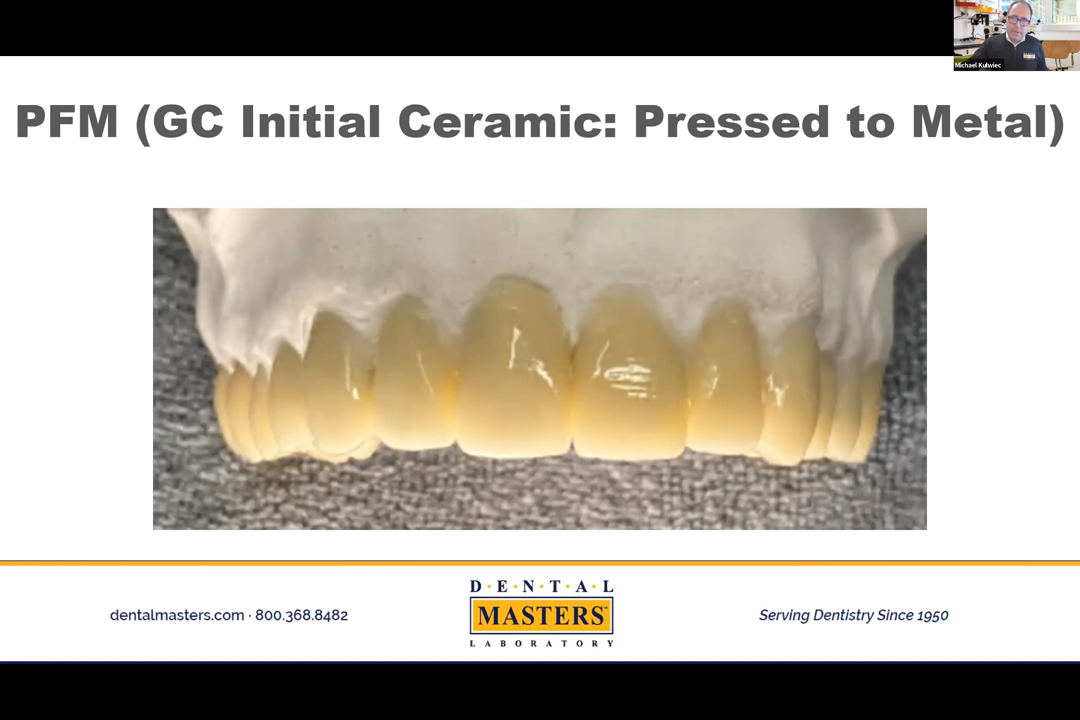 Michael Kulwiec
PFM (GC Initial Ceramic: Pressed to Metal)
dentalmasters.com · 800.368.8482
D·E·N·T·A·L
MASTERS™
LABORATORY
Serving Dentistry Since 1950